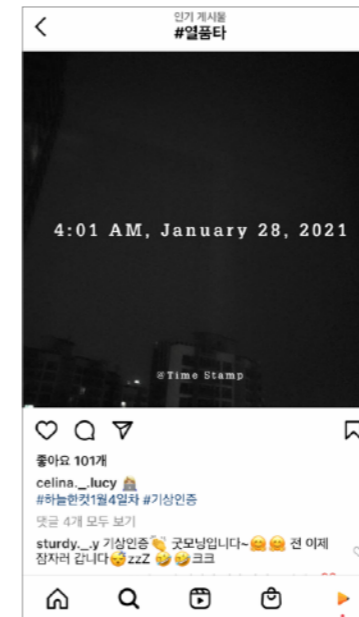 인기 게시물
#열품타
4:01 AM, January 28, 2021
@Time Stamp
좋아요 101개
celina._.lucy
#하늘한컷1월4일차 #기상인증
댓글 4개 모두 보기
sturdy._.y 기상인증👏 굿모닝입니다~🤗🤗 전 이제
잠자러 갑니다😴zzZ 🤣🤣크크